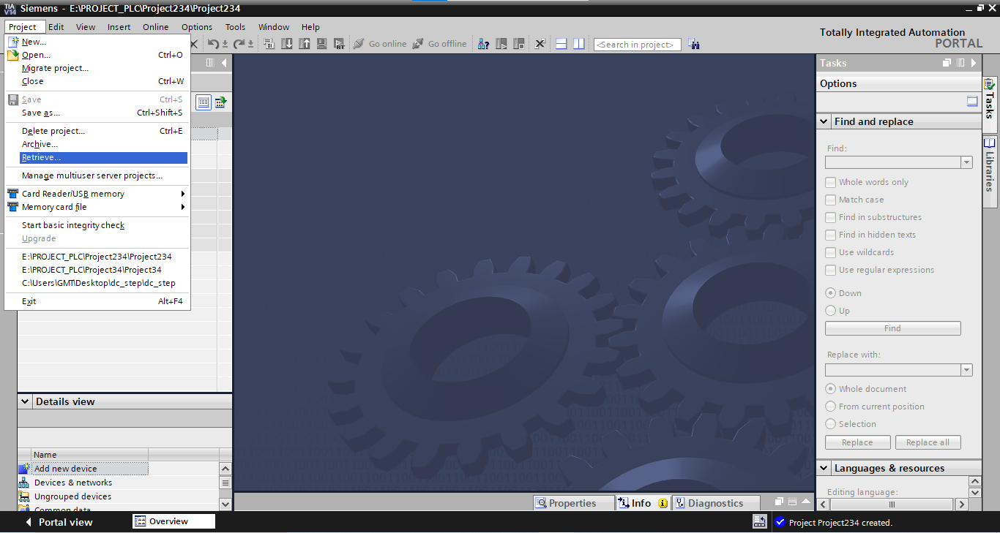 TIA
V14
Siemens - E:\PROJECT_PLC\Project234\Project234
Project Edit View Insert Online Options Tools Window Help
Totally Integrated Automation
PORTAL
New...
Open... Ctrl+O
Migrate project...
Close Ctrl+W
Save Ctrl+S
Save as... Ctrl+Shift+S
Delete project... Ctrl+E
Archive...
Retrieve...
Manage multiuser server projects...
Card Reader/USB memory
Memory card file
Start basic integrity check
Upgrade
E:\PROJECT_PLC\Project234\Project234
E:\PROJECT_PLC\Project34\Project34
C:\Users\GMT\Desktop\dc_step\dc_step
Exit Alt+F4
Go online Go offline <Search in project>
Details view
Name
Add new device
Devices & networks
Ungrouped devices
Common data
Properties Info Diagnostics
Tasks
Options
Find and replace
Find:
Whole words only
Match case
Find in substructures
Find in hidden texts
Use wildcards
Use regular expressions
Down
Up
Find
Replace with:
Whole document
From current position
Selection
Replace Replace all
Languages & resources
Editing language:
Tasks
Libraries
Portal view Overview Project Project234 created.